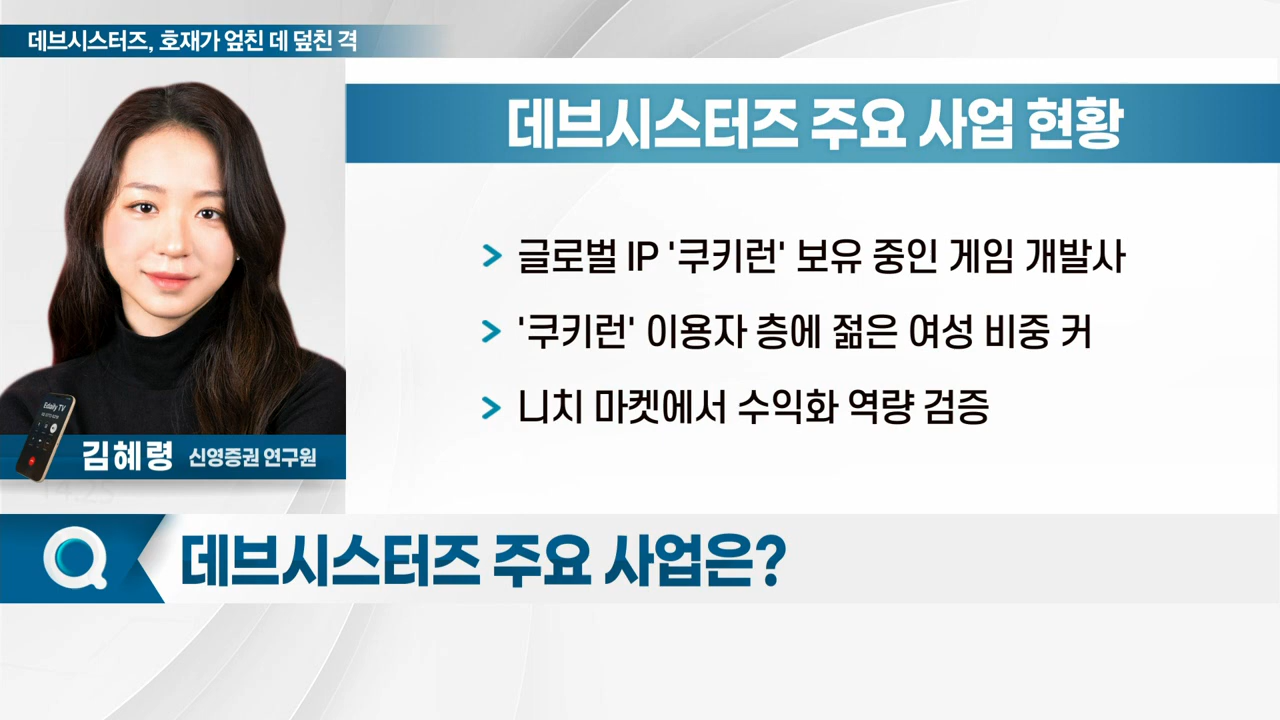 데브시스터즈, 호재가 엎친 데 덮친 격
데브시스터즈 주요 사업 현황
> 글로벌 IP '쿠키런' 보유 중인 게임 개발사
> '쿠키런' 이용자 층에 젊은 여성 비중 커
> 니치 마켓에서 수익화 역량 검증
Edaily TV
김혜령 신영증권 연구원
14:25
Q 데브시스터즈 주요 사업은?